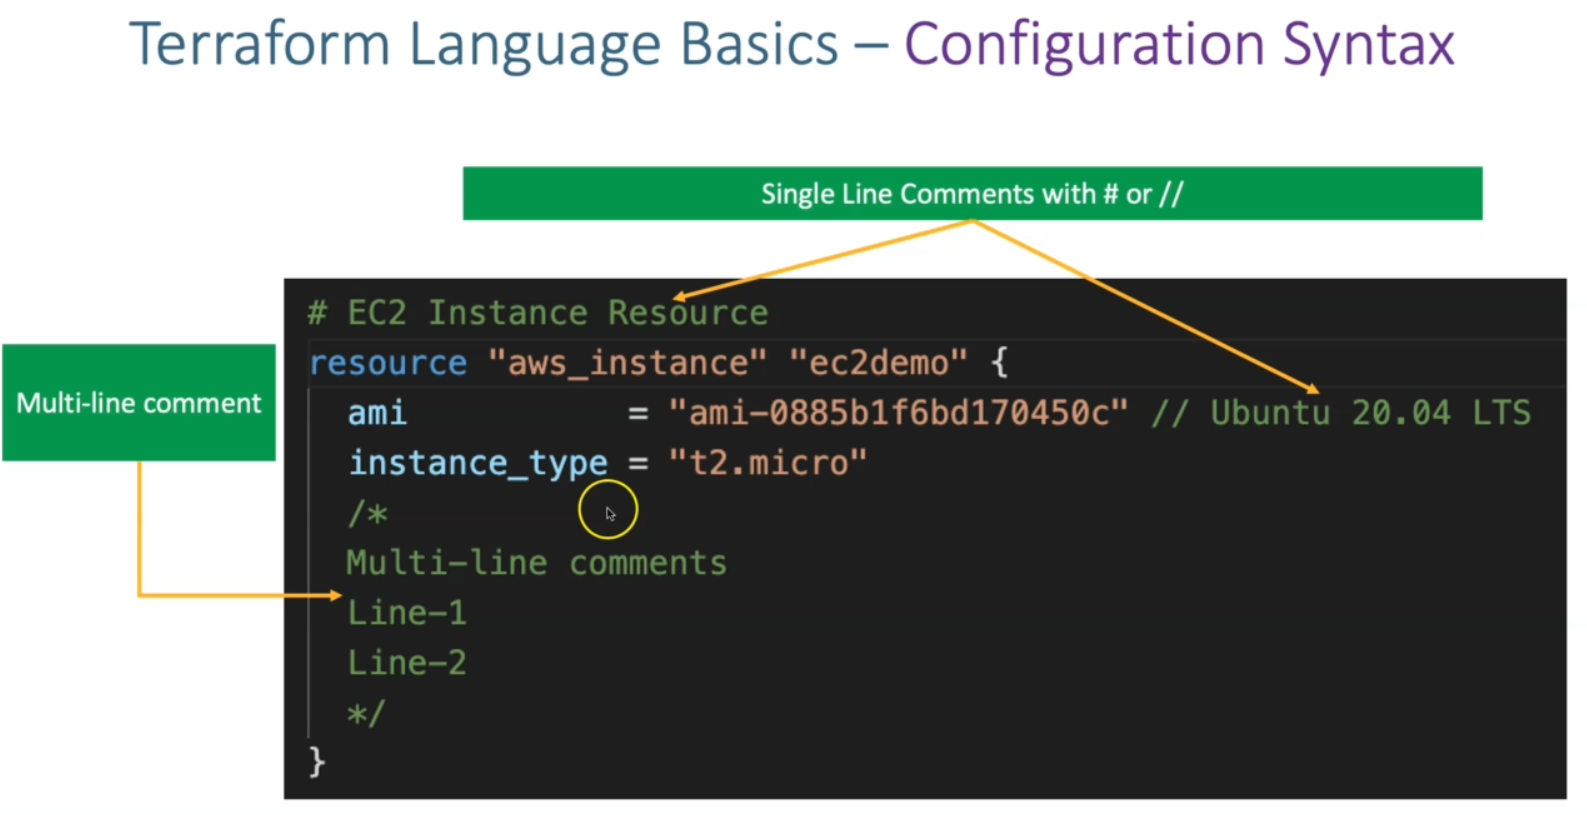 Terraform Language Basics – Configuration Syntax
Single Line Comments with # or //
Multi-line comment
# EC2 Instance Resource
resource "aws_instance" "ec2demo" {
  ami           = "ami-0885b1f6bd170450c" // Ubuntu 20.04 LTS
  instance_type = "t2.micro"
  /*
  Multi-line comments
  Line-1
  Line-2
  */
}